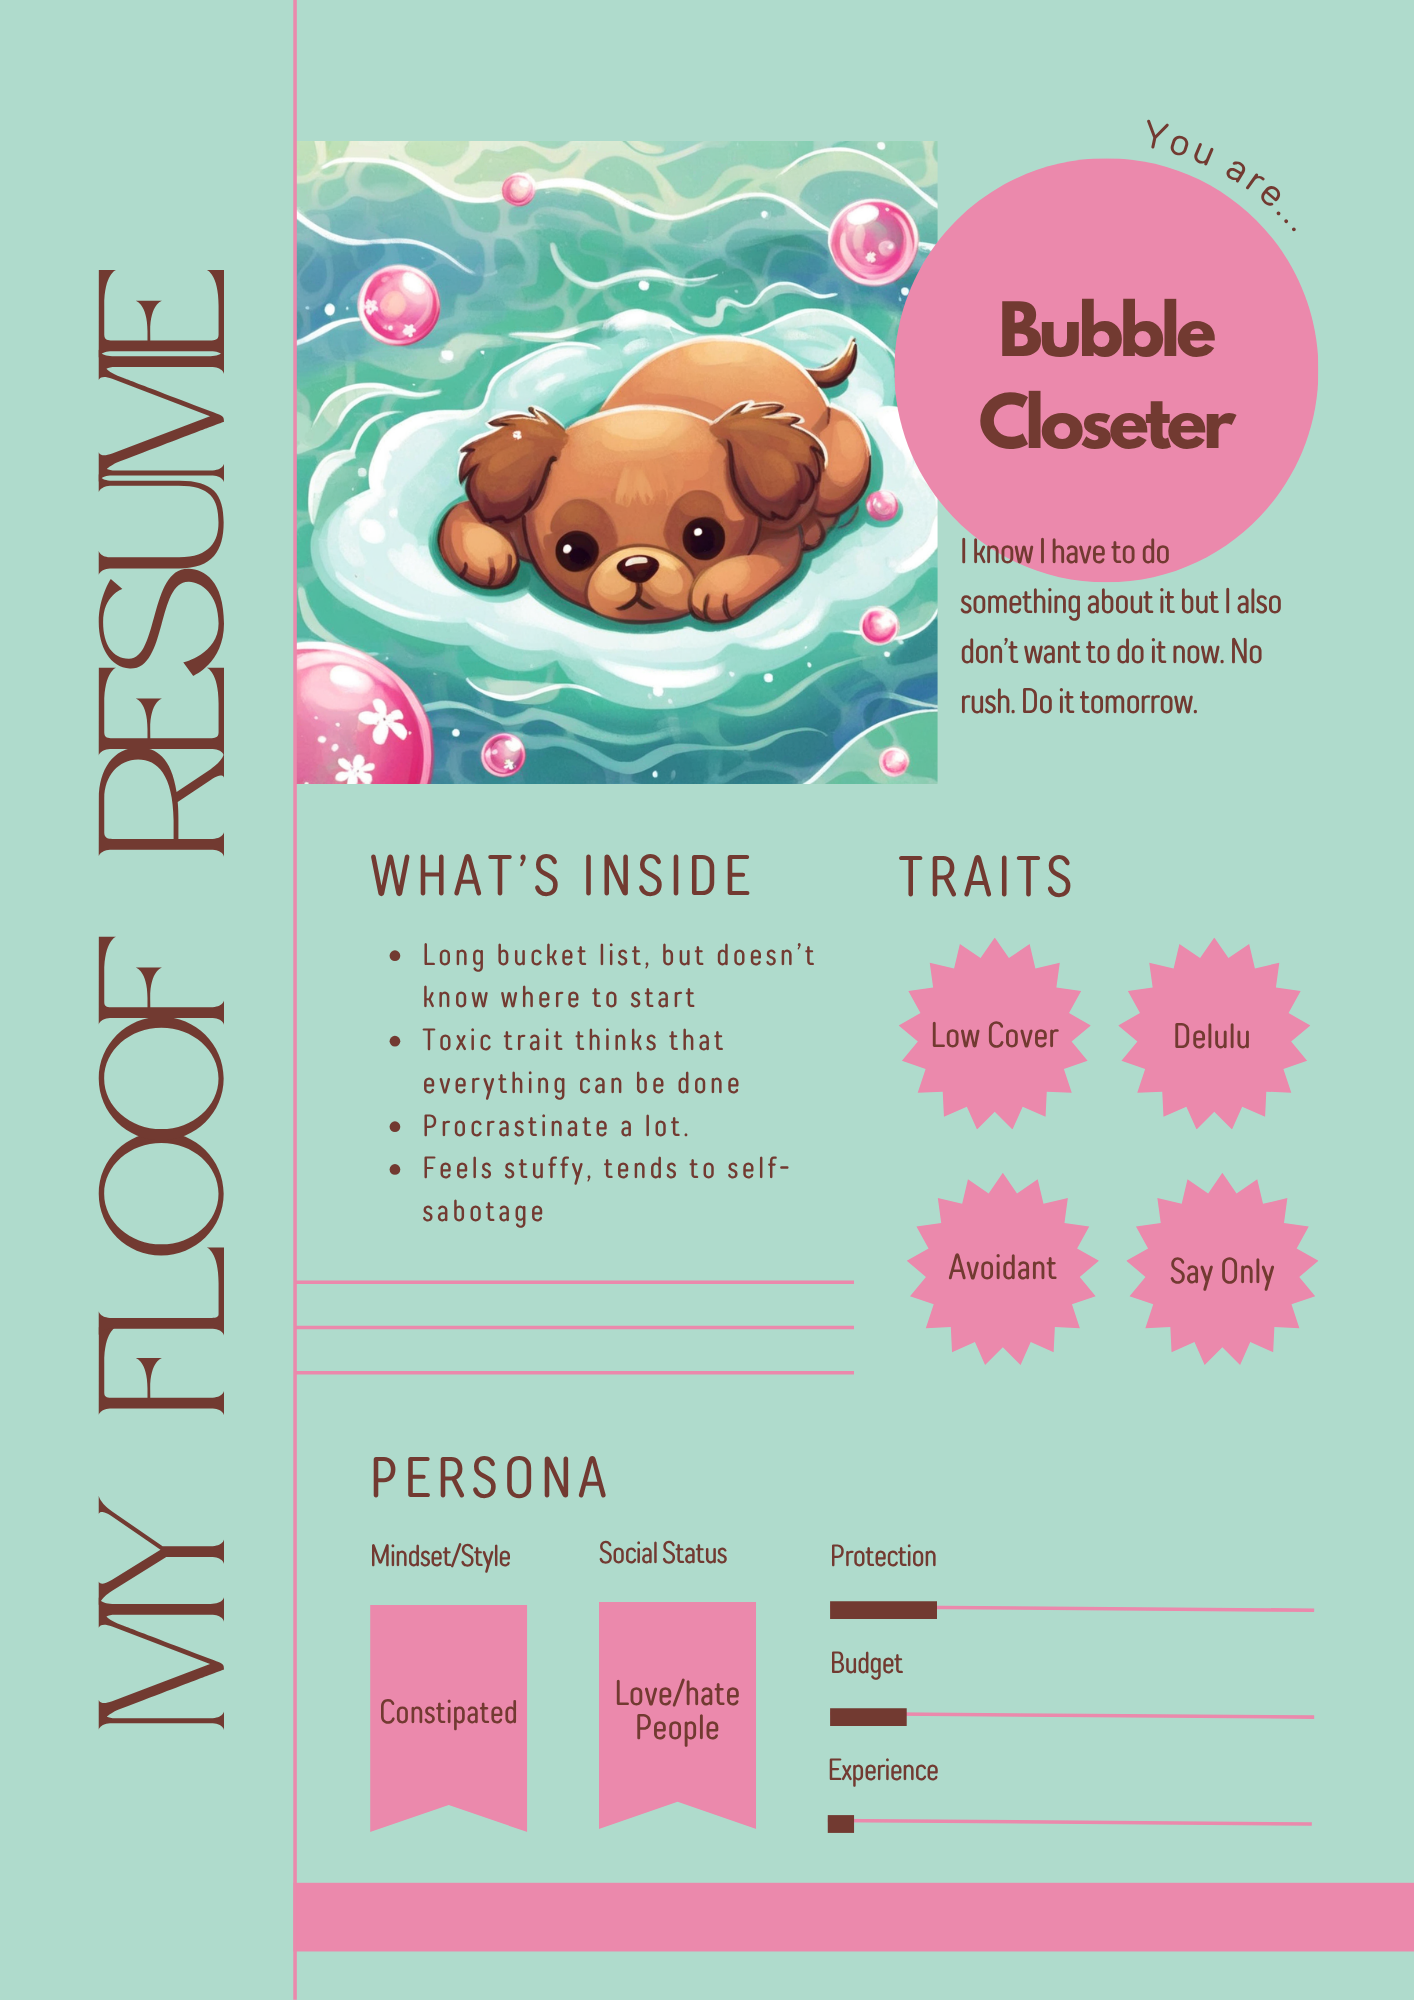 MY FLOOF RESUME
You are...
Bubble
Closeter
I know I have to do
something about it but I also
don’t want to do it now. No
rush. Do it tomorrow.
WHAT’S INSIDE
• Long bucket list, but doesn’t
know where to start
• Toxic trait thinks that
everything can be done
• Procrastinate a lot.
• Feels stuffy, tends to self-
sabotage
TRAITS
Low Cover
Delulu
Avoidant
Say Only
PERSONA
Mindset/Style
Constipated
Social Status
Love/hate
People
Protection
Budget
Experience